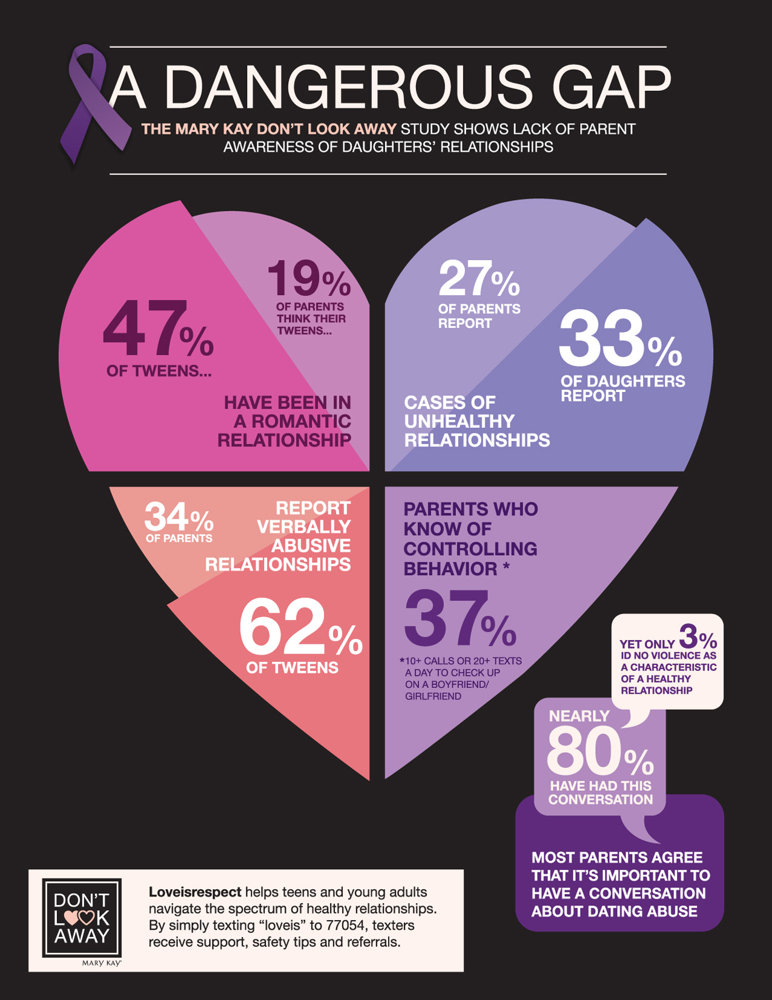 A DANGEROUS GAP
THE MARY KAY DON'T LOOK AWAY STUDY SHOWS LACK OF PARENT
AWARENESS OF DAUGHTERS' RELATIONSHIPS
47%
OF TWEENS...
19%
OF PARENTS
THINK THEIR
TWEENS...
HAVE BEEN IN
A ROMANTIC
RELATIONSHIP
27%
OF PARENTS
REPORT
33%
OF DAUGHTERS
REPORT
CASES OF
UNHEALTHY
RELATIONSHIPS
34%
OF PARENTS
REPORT
VERBALLY
ABUSIVE
RELATIONSHIPS
62%
OF TWEENS
PARENTS WHO
KNOW OF
CONTROLLING
BEHAVIOR *
37%
*10+ CALLS OR 20+ TEXTS
A DAY TO CHECK UP
ON A BOYFRIEND/
GIRLFRIEND
YET ONLY 3%
ID NO VIOLENCE AS
A CHARACTERISTIC
OF A HEALTHY
RELATIONSHIP
NEARLY
80%
HAVE HAD THIS
CONVERSATION
MOST PARENTS AGREE
THAT IT'S IMPORTANT TO
HAVE A CONVERSATION
ABOUT DATING ABUSE
DON'T
LOOK
AWAY
MARY KAY™
Loveisrespect helps teens and young adults
navigate the spectrum of healthy relationships.
By simply texting “loveis” to 77054, texters
receive support, safety tips and referrals.